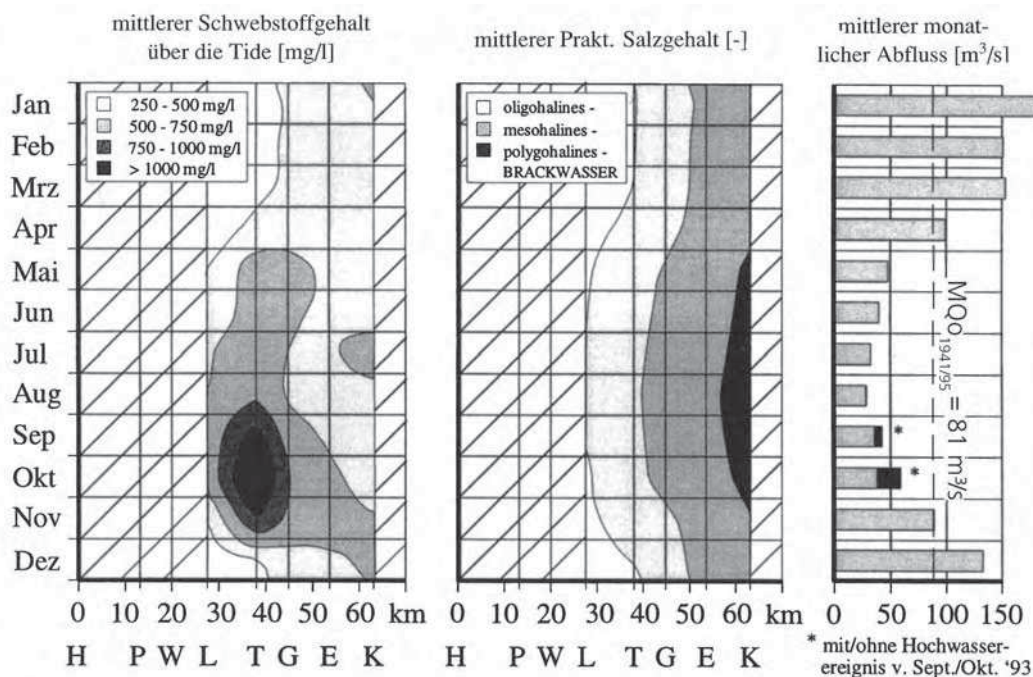 mittlerer Schwebstoffgehalt
über die Tide [mg/l]
mittlerer Prakt. Salzgehalt [-]
mittlerer monat-
licher Abfluss [m³/s]
Jan
Feb
Mrz
Apr
Mai
Jun
Jul
Aug
Sep
Okt
Nov
Dez
250 - 500 mg/l
500 - 750 mg/l
750 - 1000 mg/l
> 1000 mg/l
oligohalines -
mesohalines -
polygohalines -
BRACKWASSER
MQo1941/95 = 81 m³/s
*
*
0 10 20 30 40 50 60 km
0 10 20 30 40 50 60 km
0 50 100 150
H P W L T G E K
H P W L T G E K
* mit/ohne Hochwasser-
ereignis v. Sept./Okt. '93